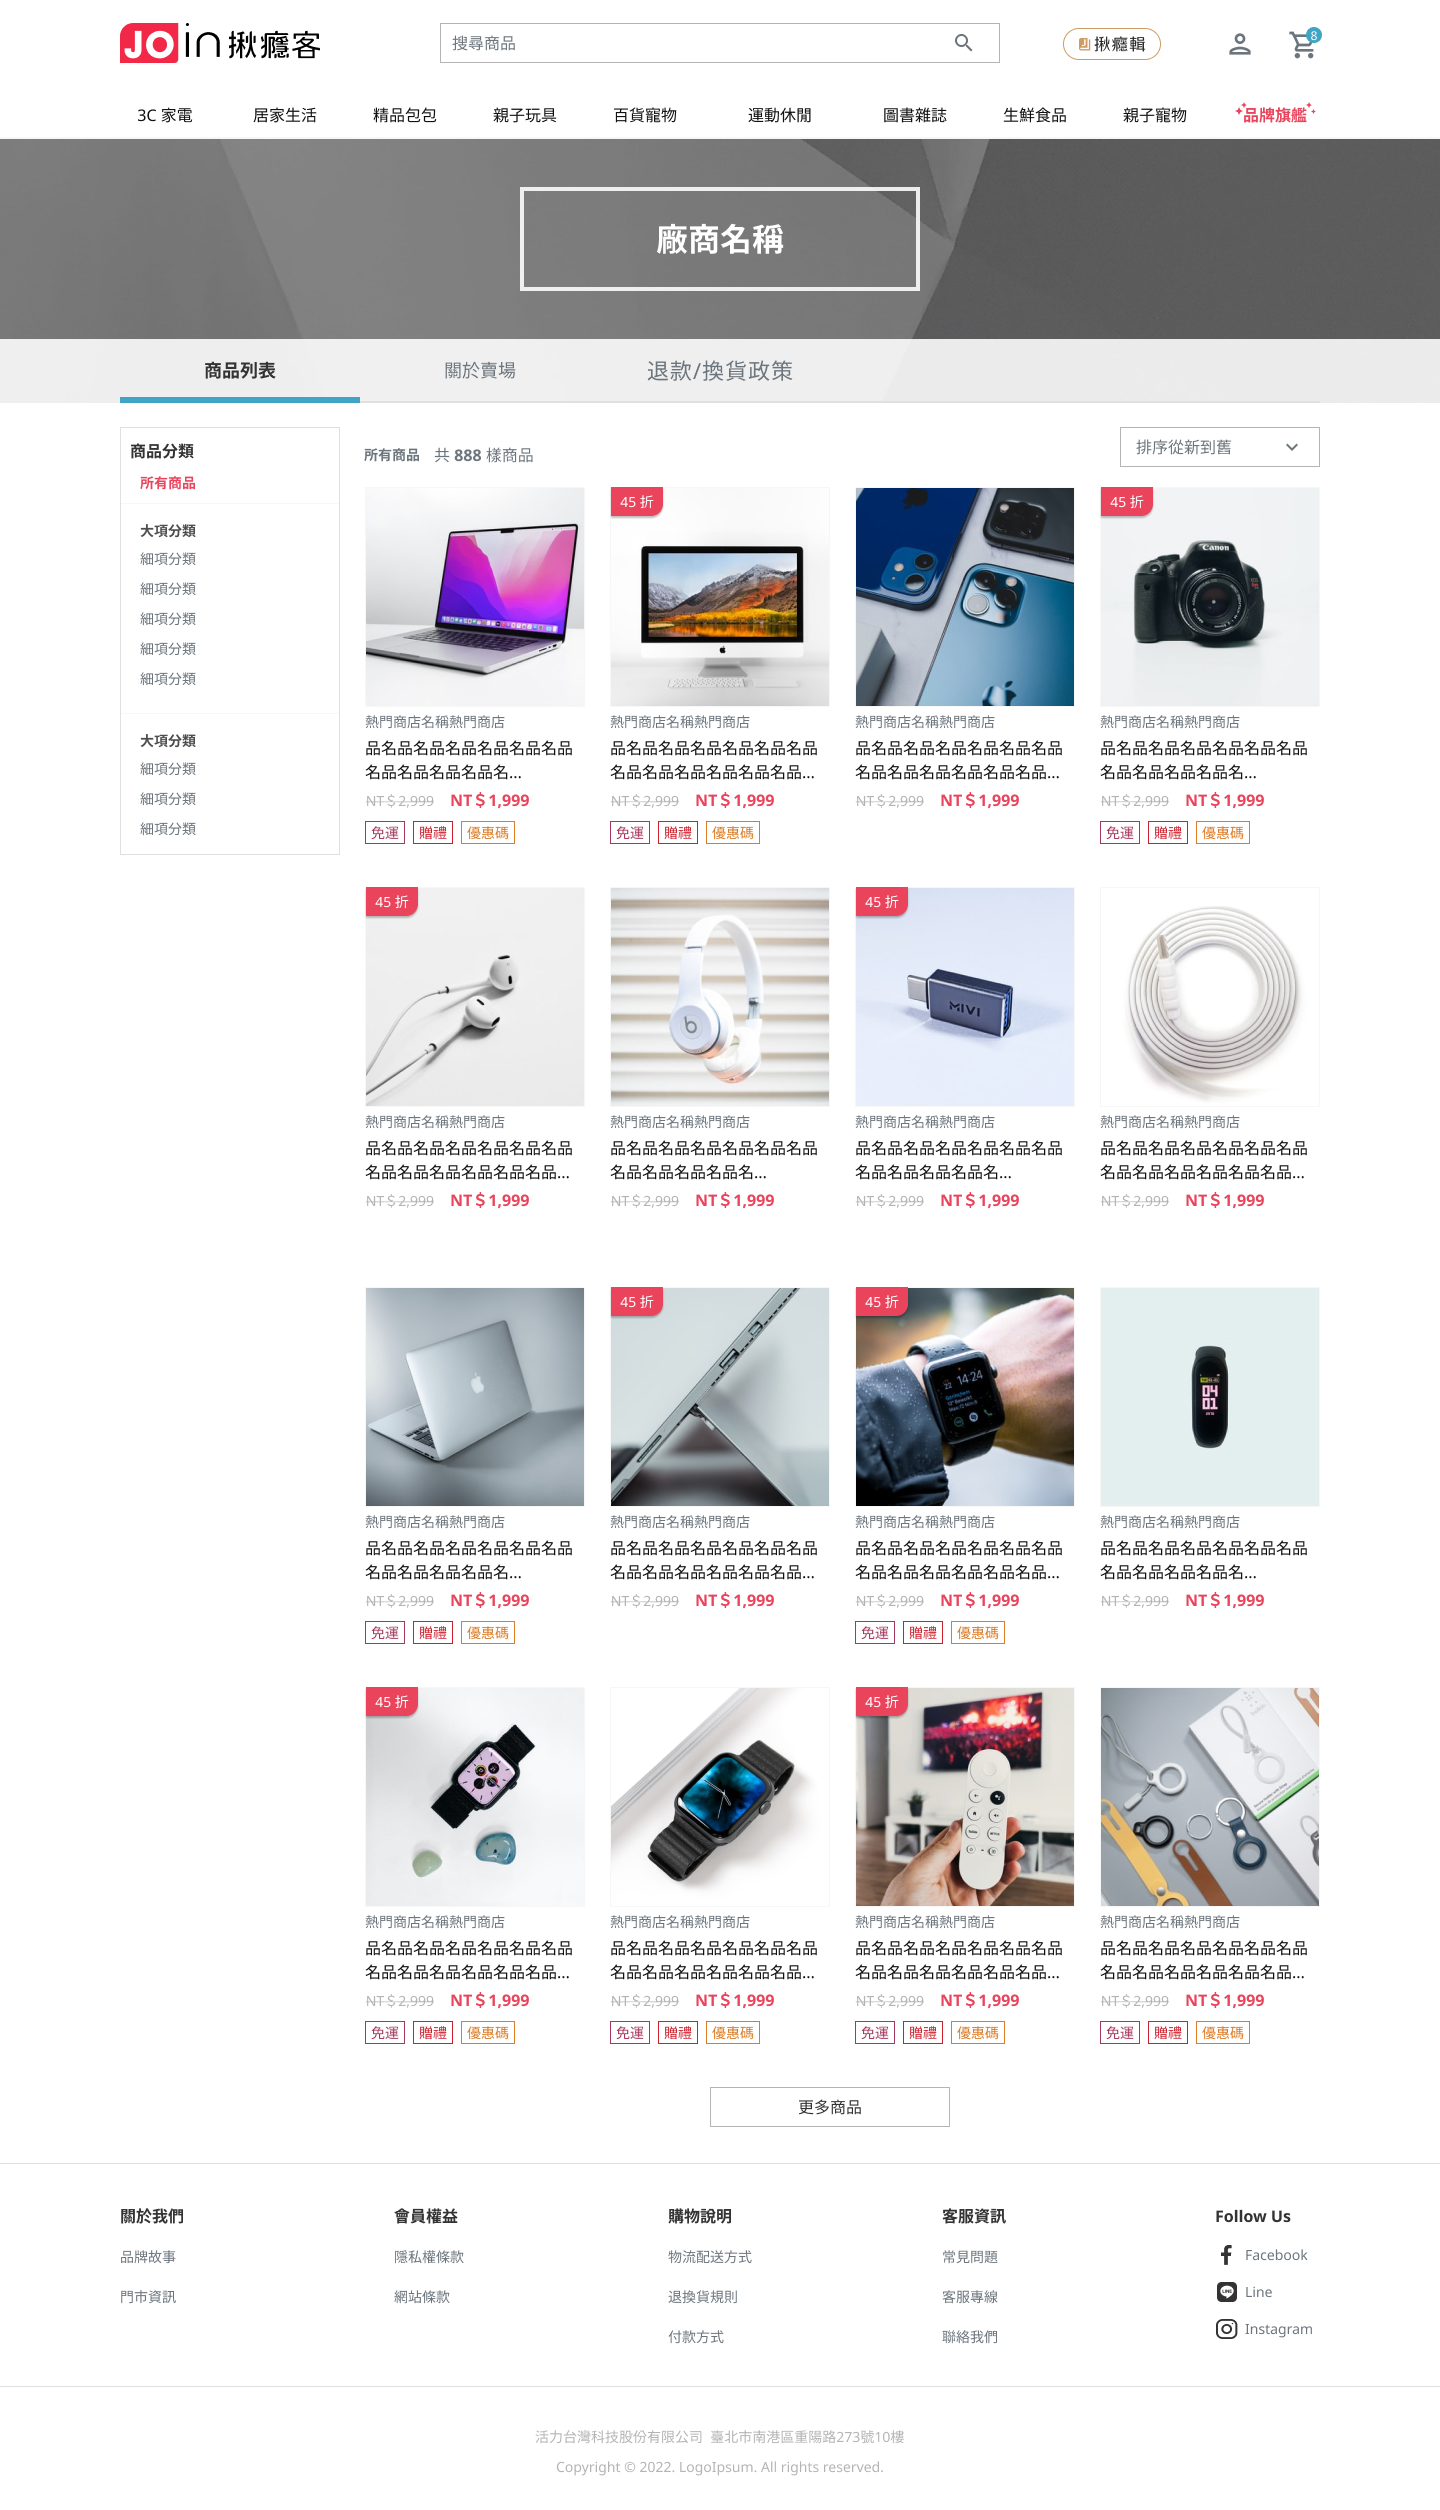 JOin 揪癮客
搜尋商品
揪癮輯
8
3C 家電 居家生活 精品包包 親子玩具 百貨寵物 運動休閒 圖書雜誌 生鮮食品 親子寵物 品牌旗艦
廠商名稱
商品列表 關於賣場 退款/換貨政策
商品分類
所有商品
大項分類
細項分類
細項分類
細項分類
細項分類
細項分類
大項分類
細項分類
細項分類
細項分類
所有商品 共 888 樣商品
排序從新到舊
熱門商店名稱熱門商店
品名品名品名品名品名品名品
名品名品名品名品名...
NT$2,999 NT$1,999
免運 贈禮 優惠碼
45 折
熱門商店名稱熱門商店
品名品名品名品名品名品名品
名品名品名品名品名品名品...
NT$2,999 NT$1,999
免運 贈禮 優惠碼
熱門商店名稱熱門商店
品名品名品名品名品名品名品
名品名品名品名品名品名品...
NT$2,999 NT$1,999
45 折
Canon
熱門商店名稱熱門商店
品名品名品名品名品名品名品
名品名品名品名品名...
NT$2,999 NT$1,999
免運 贈禮 優惠碼
45 折
熱門商店名稱熱門商店
品名品名品名品名品名品名品
名品名品名品名品名品名品...
NT$2,999 NT$1,999
熱門商店名稱熱門商店
品名品名品名品名品名品名品
名品名品名品名品名...
NT$2,999 NT$1,999
45 折
MIVI
熱門商店名稱熱門商店
品名品名品名品名品名品名品
名品名品名品名品名...
NT$2,999 NT$1,999
熱門商店名稱熱門商店
品名品名品名品名品名品名品
名品名品名品名品名品名品...
NT$2,999 NT$1,999
熱門商店名稱熱門商店
品名品名品名品名品名品名品
名品名品名品名品名...
NT$2,999 NT$1,999
免運 贈禮 優惠碼
45 折
熱門商店名稱熱門商店
品名品名品名品名品名品名品
名品名品名品名品名品名品...
NT$2,999 NT$1,999
45 折
22 14:24
熱門商店名稱熱門商店
品名品名品名品名品名品名品
名品名品名品名品名品名品...
NT$2,999 NT$1,999
免運 贈禮 優惠碼
04
01
熱門商店名稱熱門商店
品名品名品名品名品名品名品
名品名品名品名品名...
NT$2,999 NT$1,999
45 折
熱門商店名稱熱門商店
品名品名品名品名品名品名品
名品名品名品名品名品名品...
NT$2,999 NT$1,999
免運 贈禮 優惠碼
熱門商店名稱熱門商店
品名品名品名品名品名品名品
名品名品名品名品名品名品...
NT$2,999 NT$1,999
免運 贈禮 優惠碼
45 折
熱門商店名稱熱門商店
品名品名品名品名品名品名品
名品名品名品名品名品名品...
NT$2,999 NT$1,999
免運 贈禮 優惠碼
熱門商店名稱熱門商店
品名品名品名品名品名品名品
名品名品名品名品名品名品...
NT$2,999 NT$1,999
免運 贈禮 優惠碼
更多商品
關於我們
品牌故事
門市資訊
會員權益
隱私權條款
網站條款
購物說明
物流配送方式
退換貨規則
付款方式
客服資訊
常見問題
客服專線
聯絡我們
Follow Us
Facebook
Line
Instagram
活力台灣科技股份有限公司 臺北市南港區重陽路273號10樓
Copyright © 2022. LogoIpsum. All rights reserved.